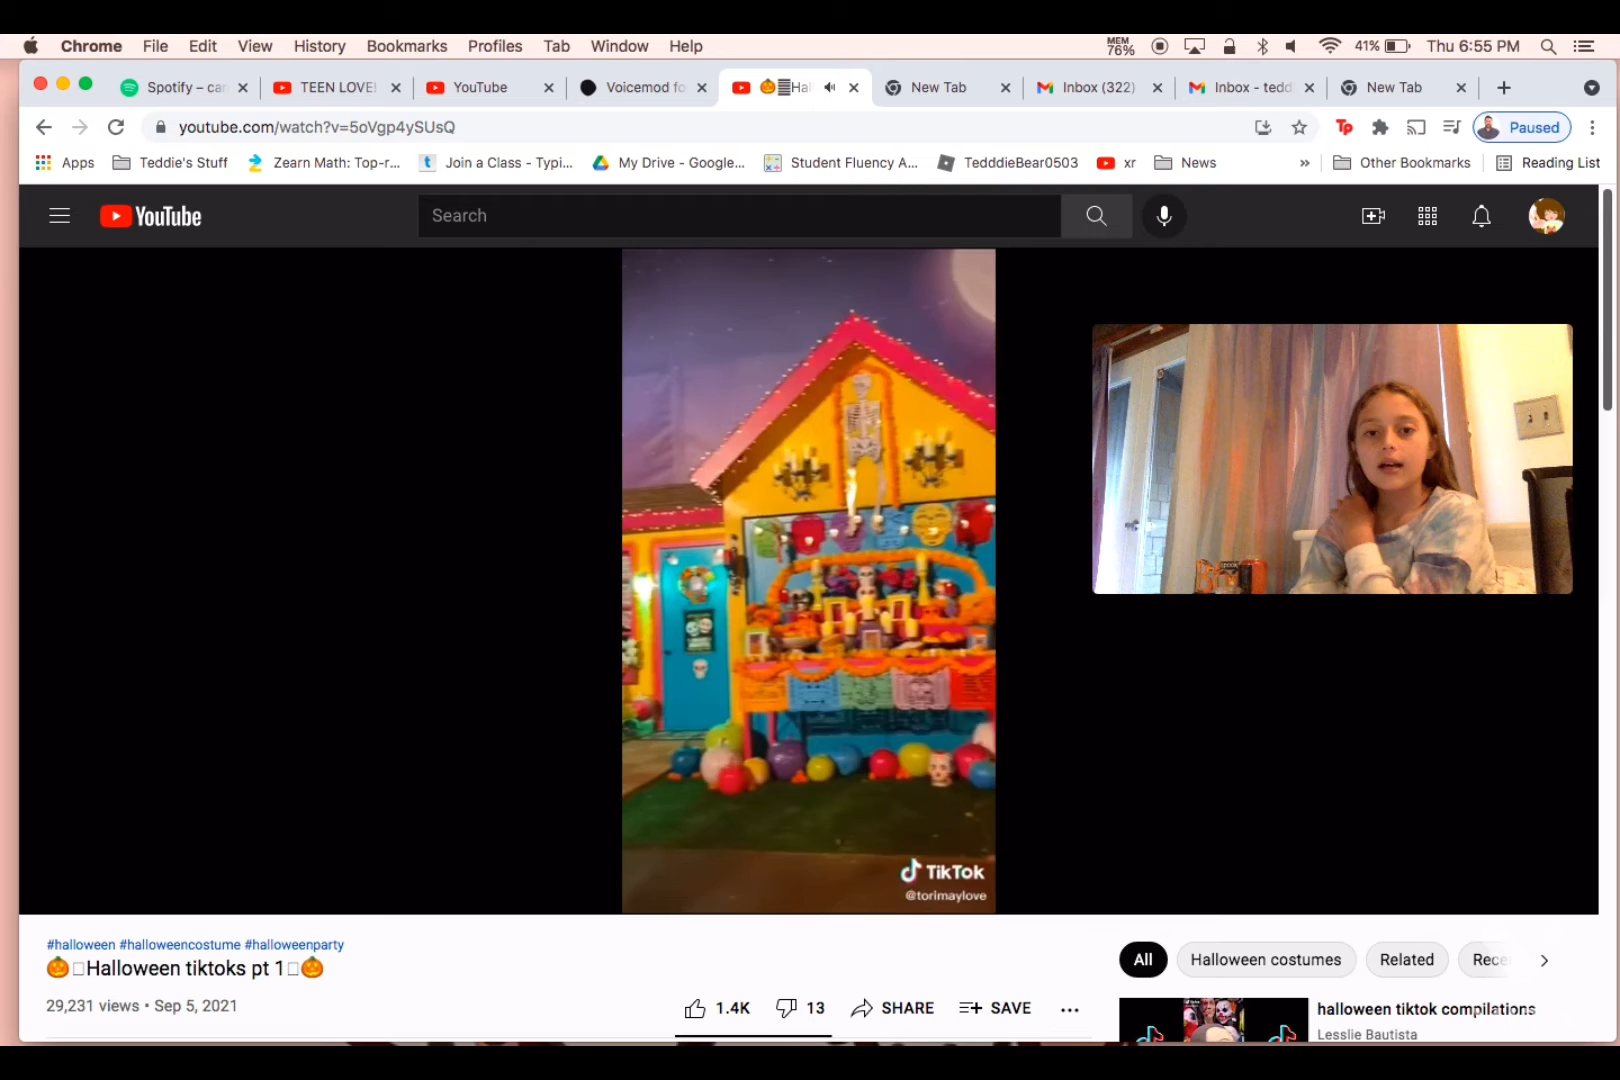 Chrome File Edit View History Bookmarks Profiles Tab Window Help MEM 76% 41% Thu 6:55 PM
Spotify – car TEEN LOVE! YouTube Voicemod fo Hal New Tab Inbox (322) Inbox - tedd New Tab
youtube.com/watch?v=5oVgp4ySUsQ Tp Paused
Apps Teddie's Stuff Zearn Math: Top-r... Join a Class - Typi... My Drive - Google... Student Fluency A... TedddieBear0503 xr News » Other Bookmarks Reading List
YouTube Search
TikTok
@torimaylove
#halloween #halloweencostume #halloweenparty
🎃□Halloween tiktoks pt 1□🎃
29,231 views • Sep 5, 2021
1.4K 13 SHARE SAVE ...
All Halloween costumes Related Rece
halloween tiktok compilations
Lesslie Bautista